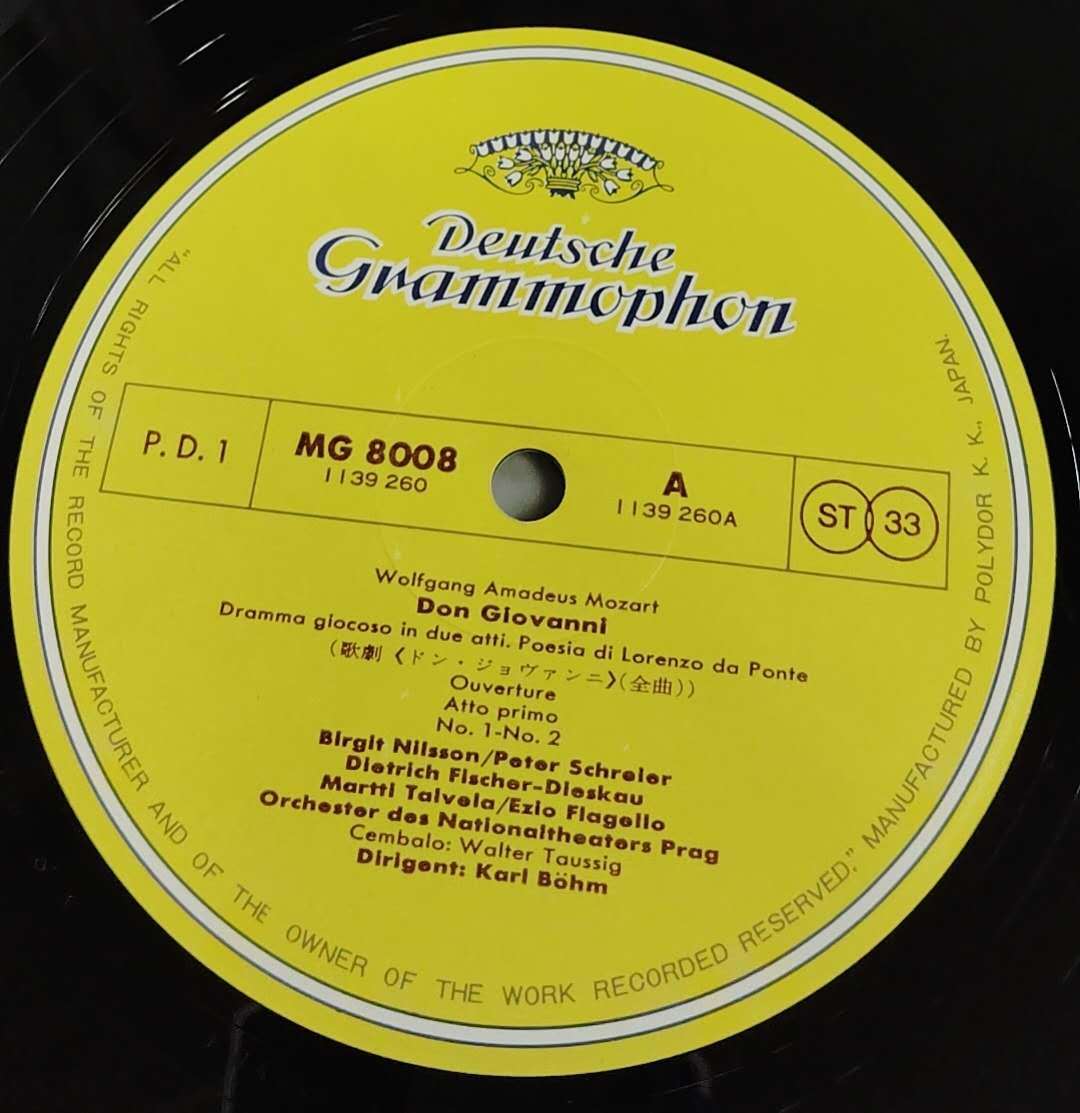 Deutsche
Grammophon
P. D. 1
MG 8008
1139 260
A
1139 260A
ST 33
Wolfgang Amadeus Mozart
Don Giovanni
Dramma giocoso in due atti. Poesia di Lorenzo da Ponte
(歌劇《ドン・ジョヴァンニ》(全曲))
Ouverture
Atto primo
No. 1-No. 2
Birgit Nilsson/Peter Schreier
Dietrich Fischer-Dieskau
Martti Talvela/Ezio Flagello
Orchester des Nationaltheaters Prag
Cembalo: Walter Taussig
Dirigent: Karl Böhm
"ALL RIGHTS OF THE RECORD MANUFACTURER AND OF THE OWNER OF THE WORK RECORDED RESERVED," MANUFACTURED BY POLYDOR K. K., JAPAN.